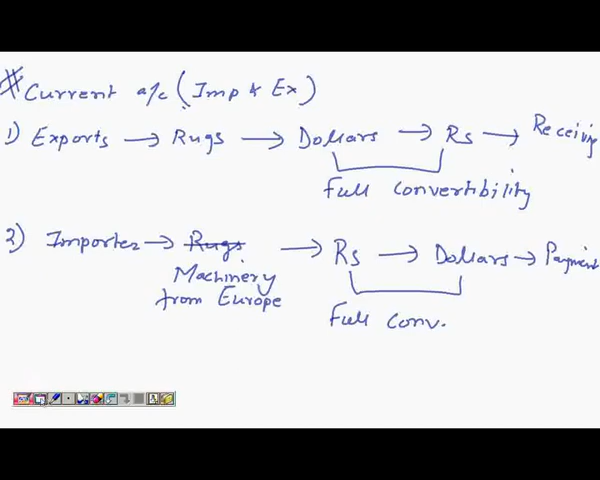 # Current a/c (Imp & Ex)
1) Exports → Rugs → Dollars → Rs → Receiving
Full convertibility
2) Importer → Rugs → Rs → Dollars → Payment
Machinery
from Europe
Full conv.